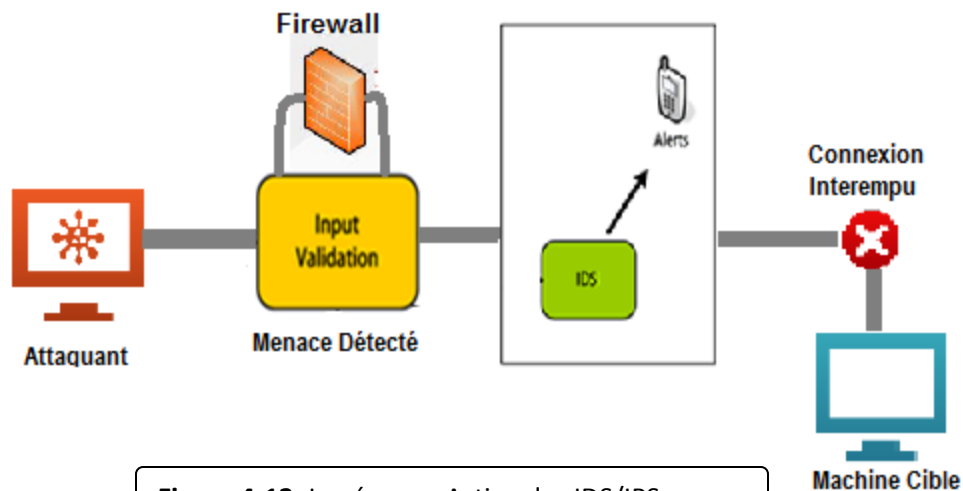 Firewall
Input
Validation
Menace Détecté
Attaquant
Alerts
IDS
Connexion
Interempu
Machine Cible